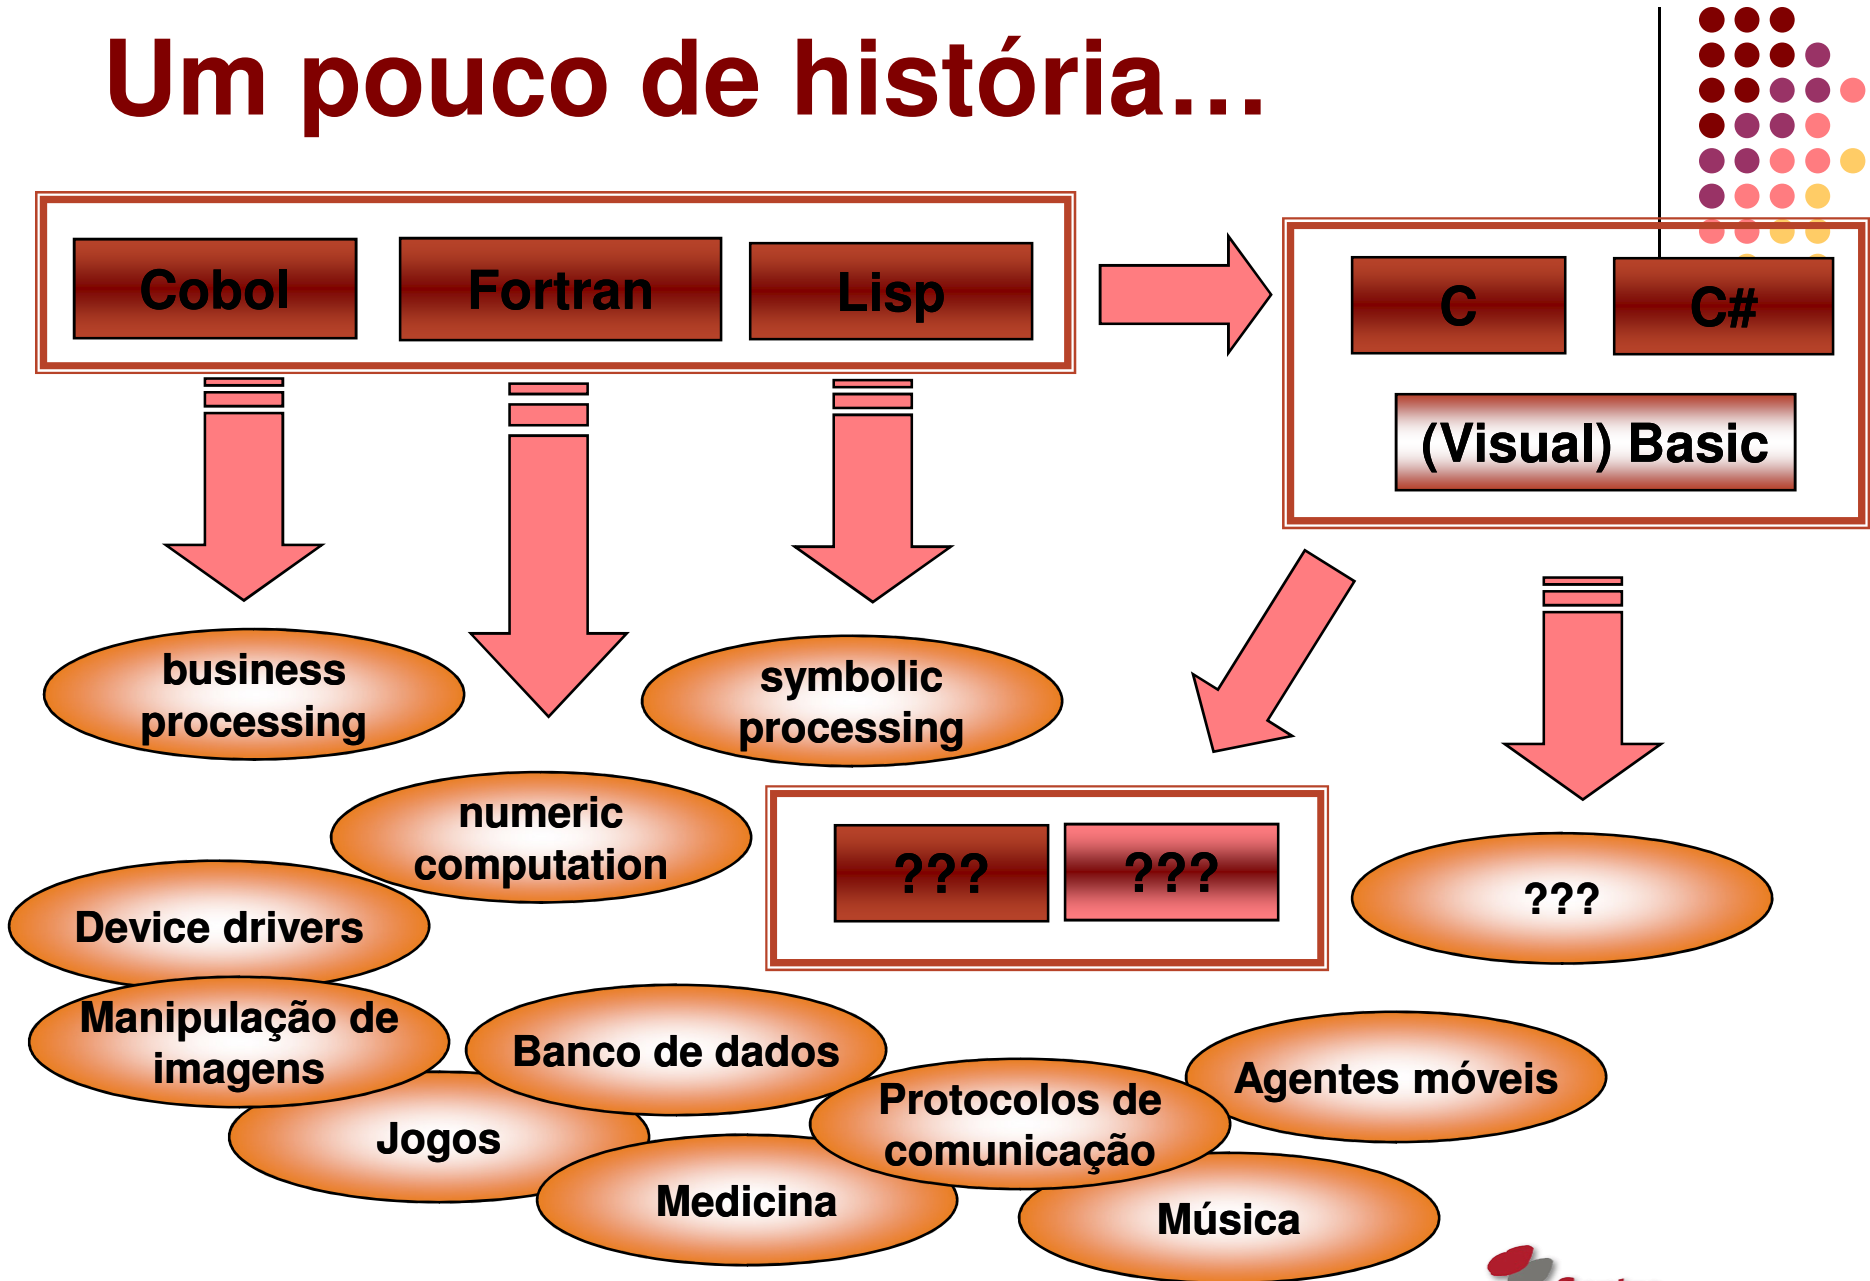 Um pouco de história...
Cobol
Fortran
Lisp
C
C#
(Visual) Basic
business
processing
symbolic
processing
numeric
computation
???
???
???
Device drivers
Manipulação de
imagens
Banco de dados
Agentes móveis
Protocolos de
comunicação
Jogos
Medicina
Música